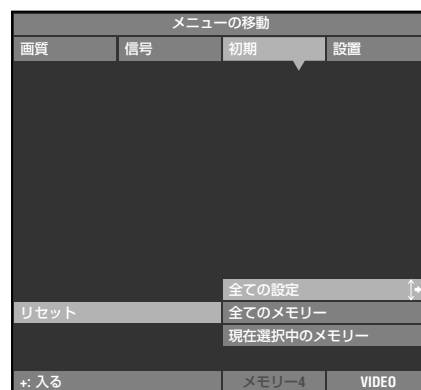 メニューの移動
画質 信号 初期 設置
全ての設定
リセット 全てのメモリー
現在選択中のメモリー
+: 入る メモリー4 VIDEO